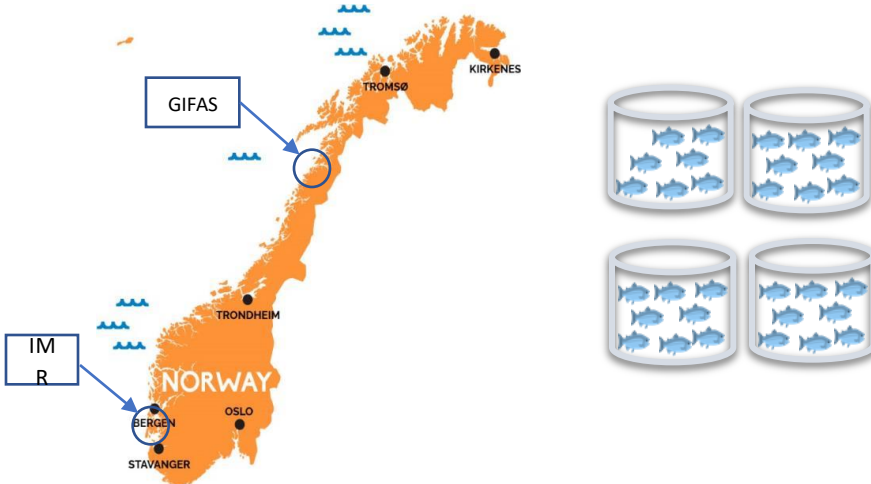 KIRKENES
TROMSØ
GIFAS
TRONDHEIM
IM
R
NORWAY
OSLO
BERGEN
STAVANGER